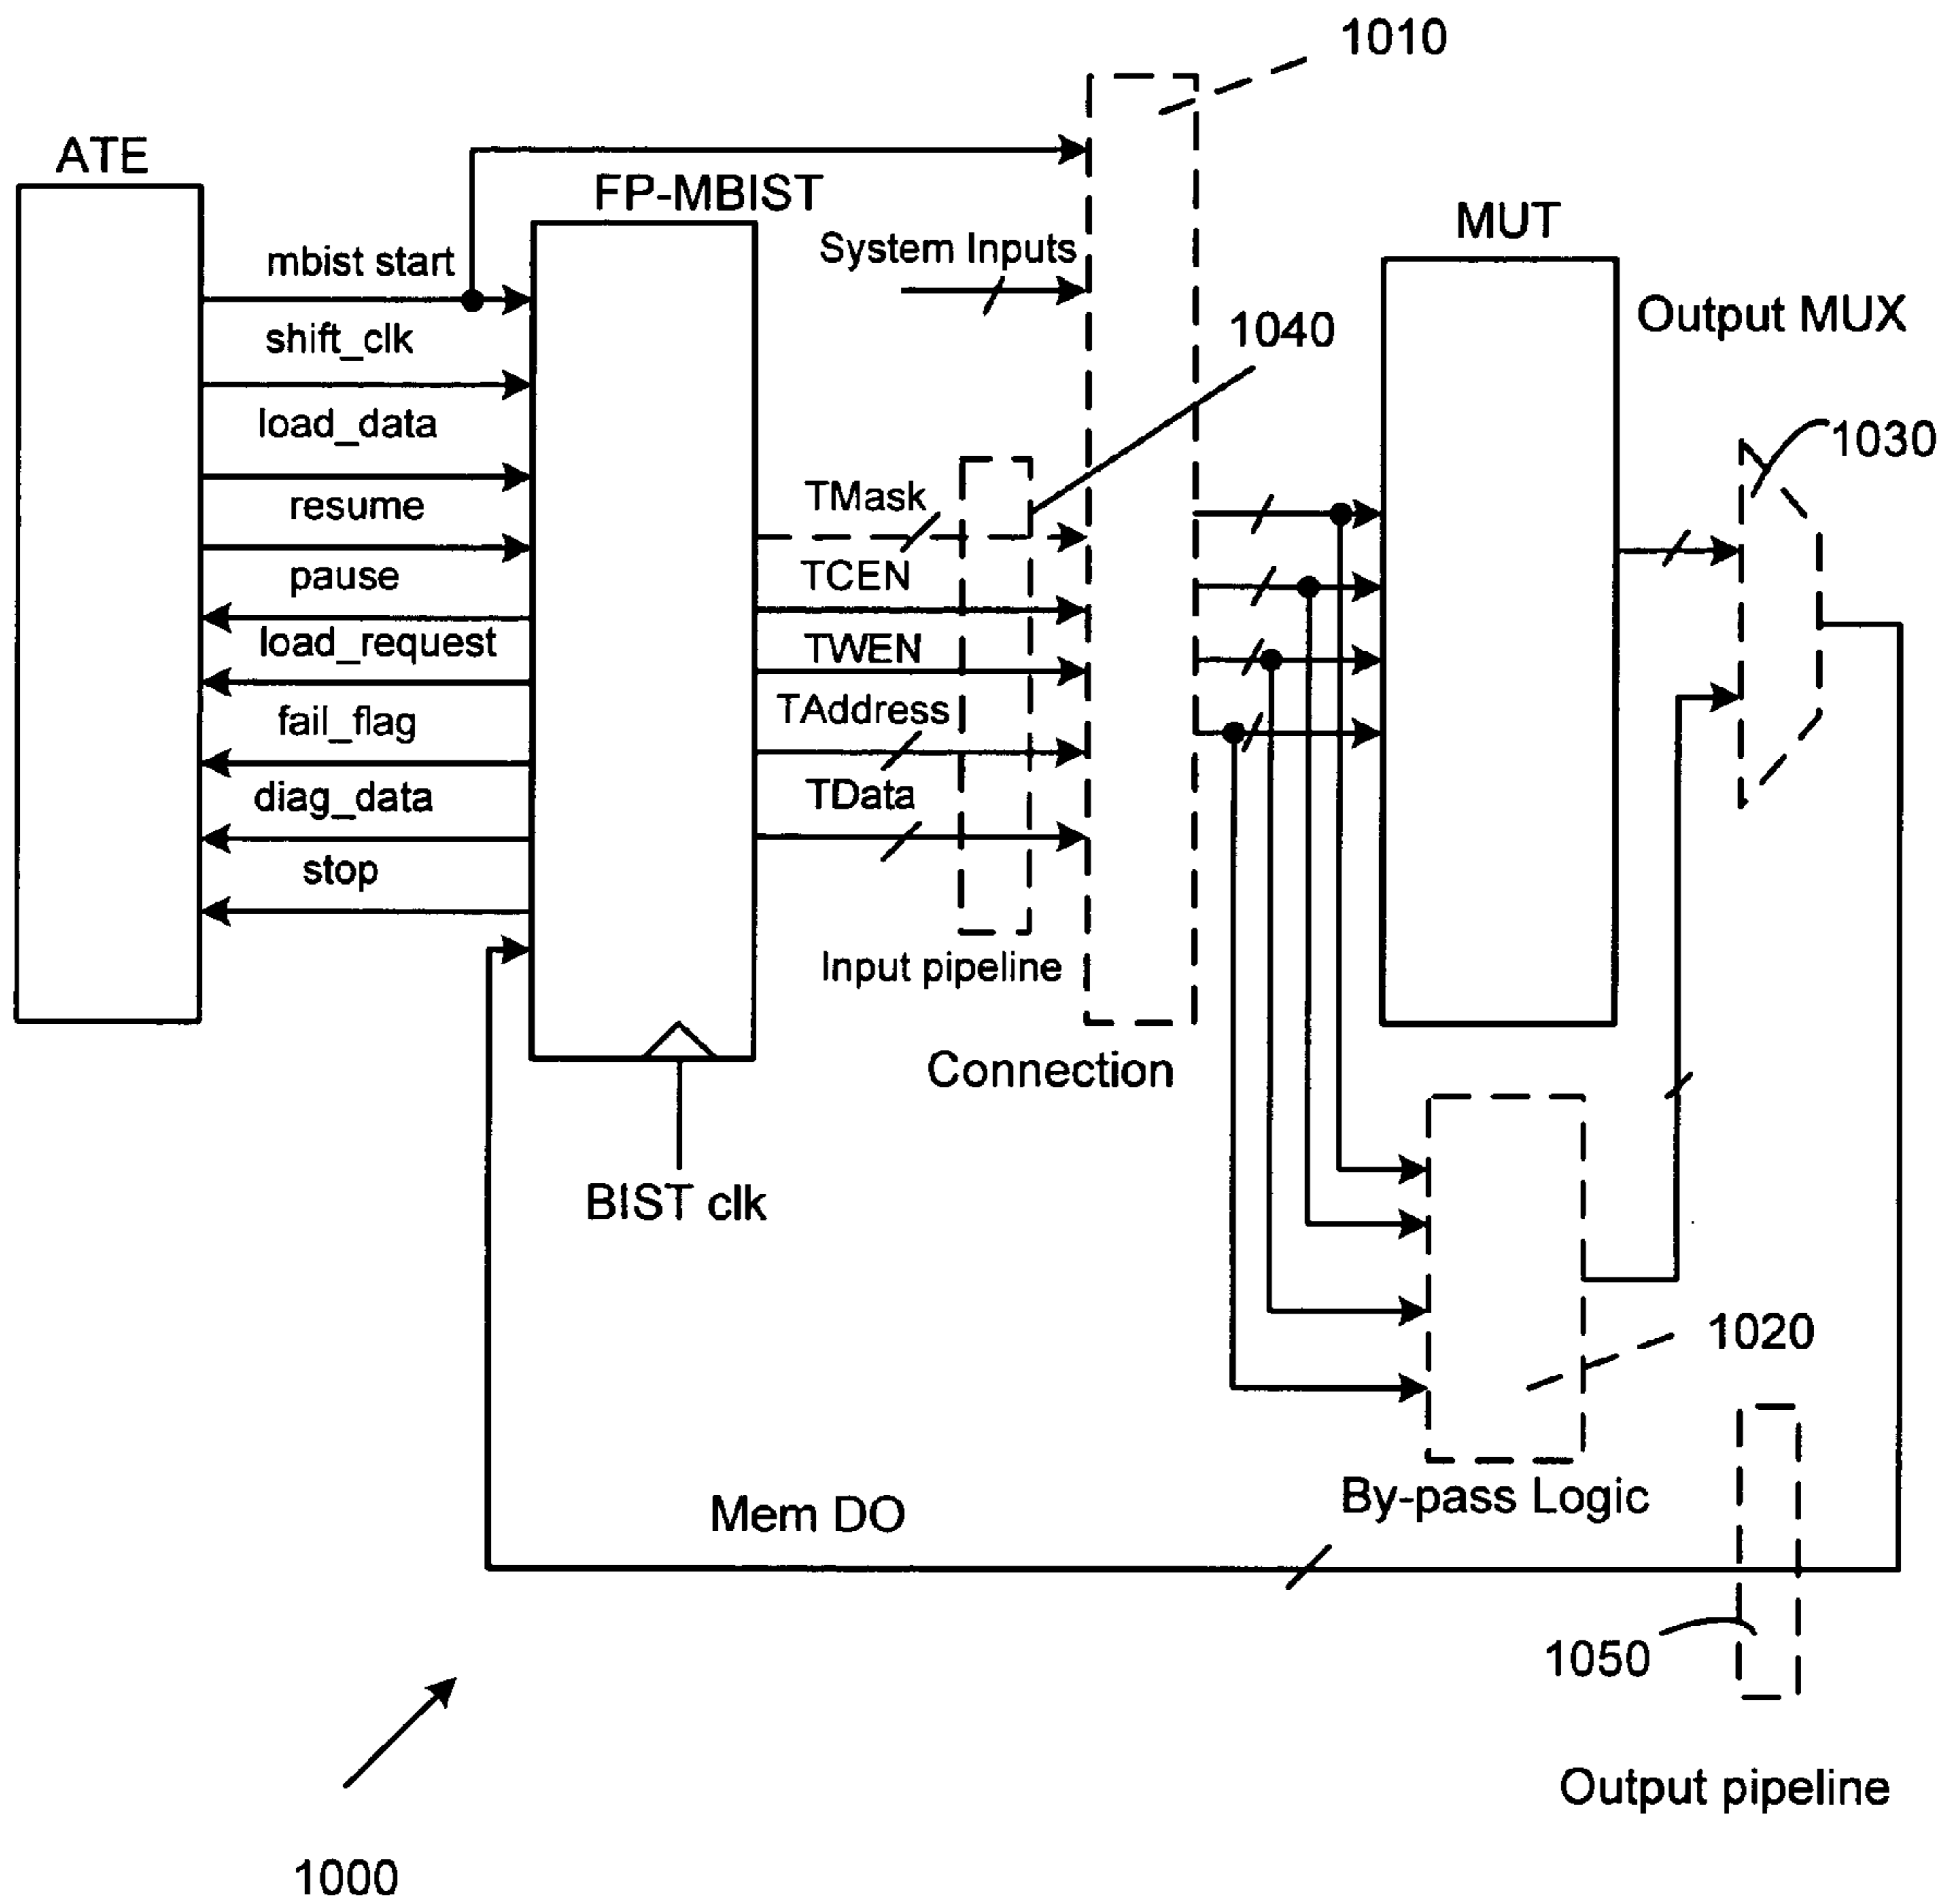 1010
ATE
FP-MBIST
MUT
mbist start
System Inputs
Output MUX
shift_clk
1040
load_data
1030
resume
TMask
pause
TCEN
load_request
TWEN
fail_flag
TAddress
diag_data
TData
stop
Input pipeline
Connection
BIST clk
1020
By-pass Logic
Mem DO
1050
Output pipeline
1000